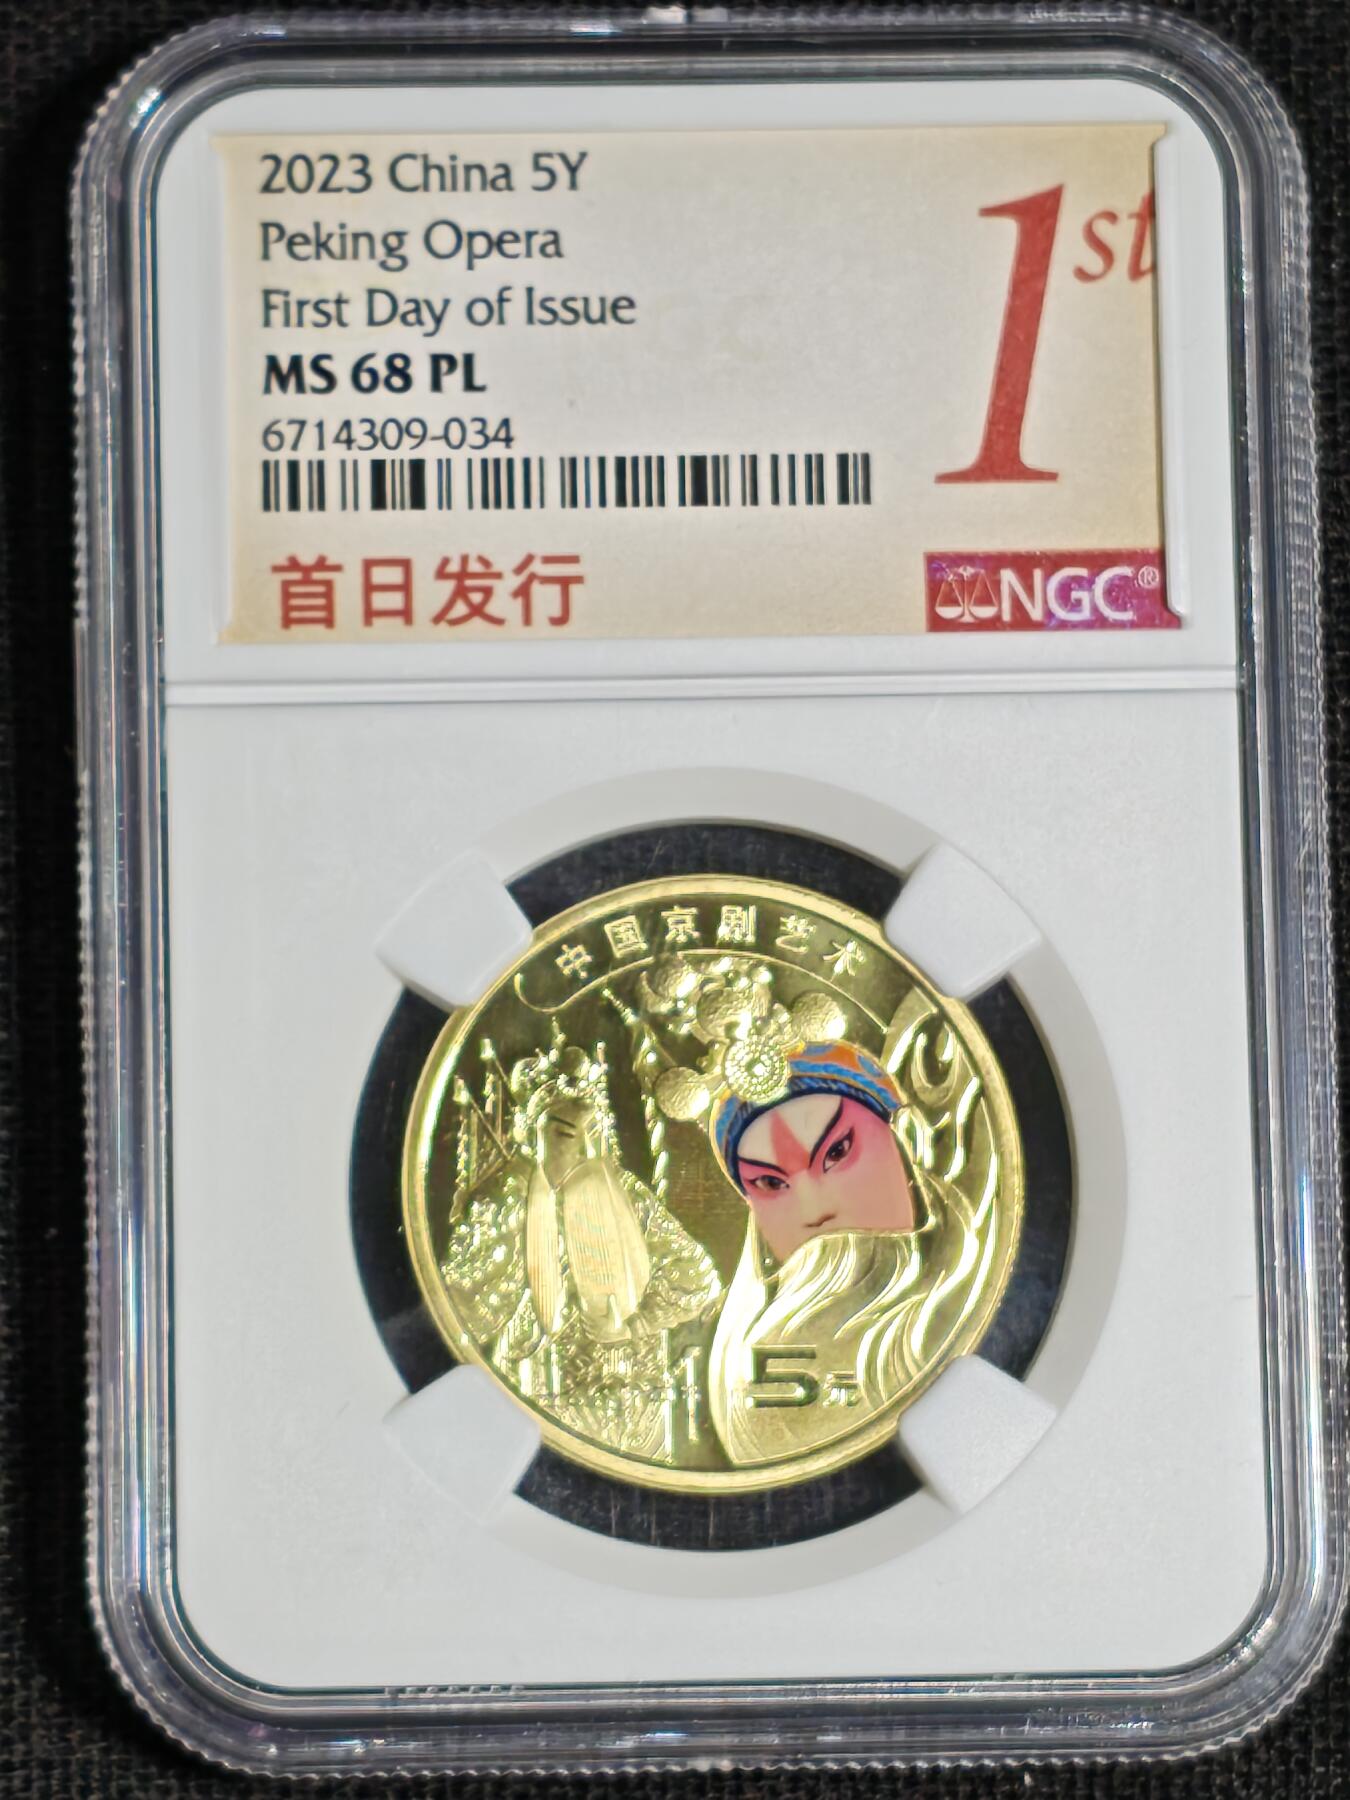 2023 China 5Y
Peking Opera
First Day of Issue
MS 68 PL
6714309-034
首日发行
1st
NGC®
中国京剧艺术
5元